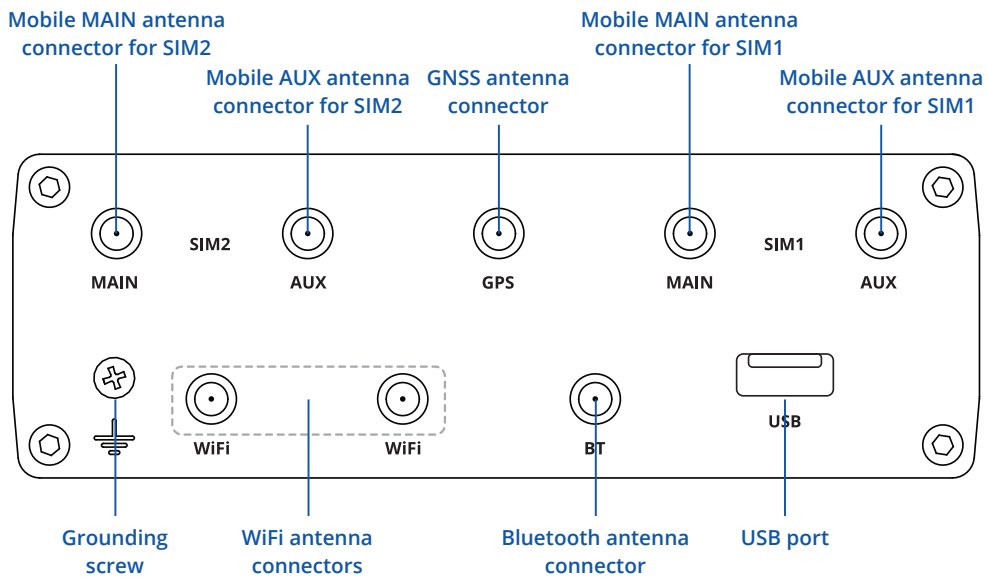 Mobile MAIN antenna
connector for SIM2
Mobile AUX antenna
connector for SIM2
GNSS antenna
connector
Mobile MAIN antenna
connector for SIM1
Mobile AUX antenna
connector for SIM1
MAIN
SIM2
AUX
GPS
MAIN
SIM1
AUX
WiFi
WiFi
BT
USB
Grounding
screw
WiFi antenna
connectors
Bluetooth antenna
connector
USB port